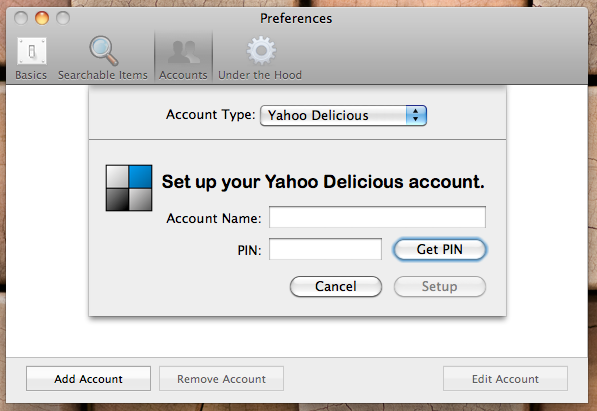 Preferences
Basics Searchable Items Accounts Under the Hood
Account Type: Yahoo Delicious
Set up your Yahoo Delicious account.
Account Name:
PIN: Get PIN
Cancel Setup
Add Account Remove Account Edit Account